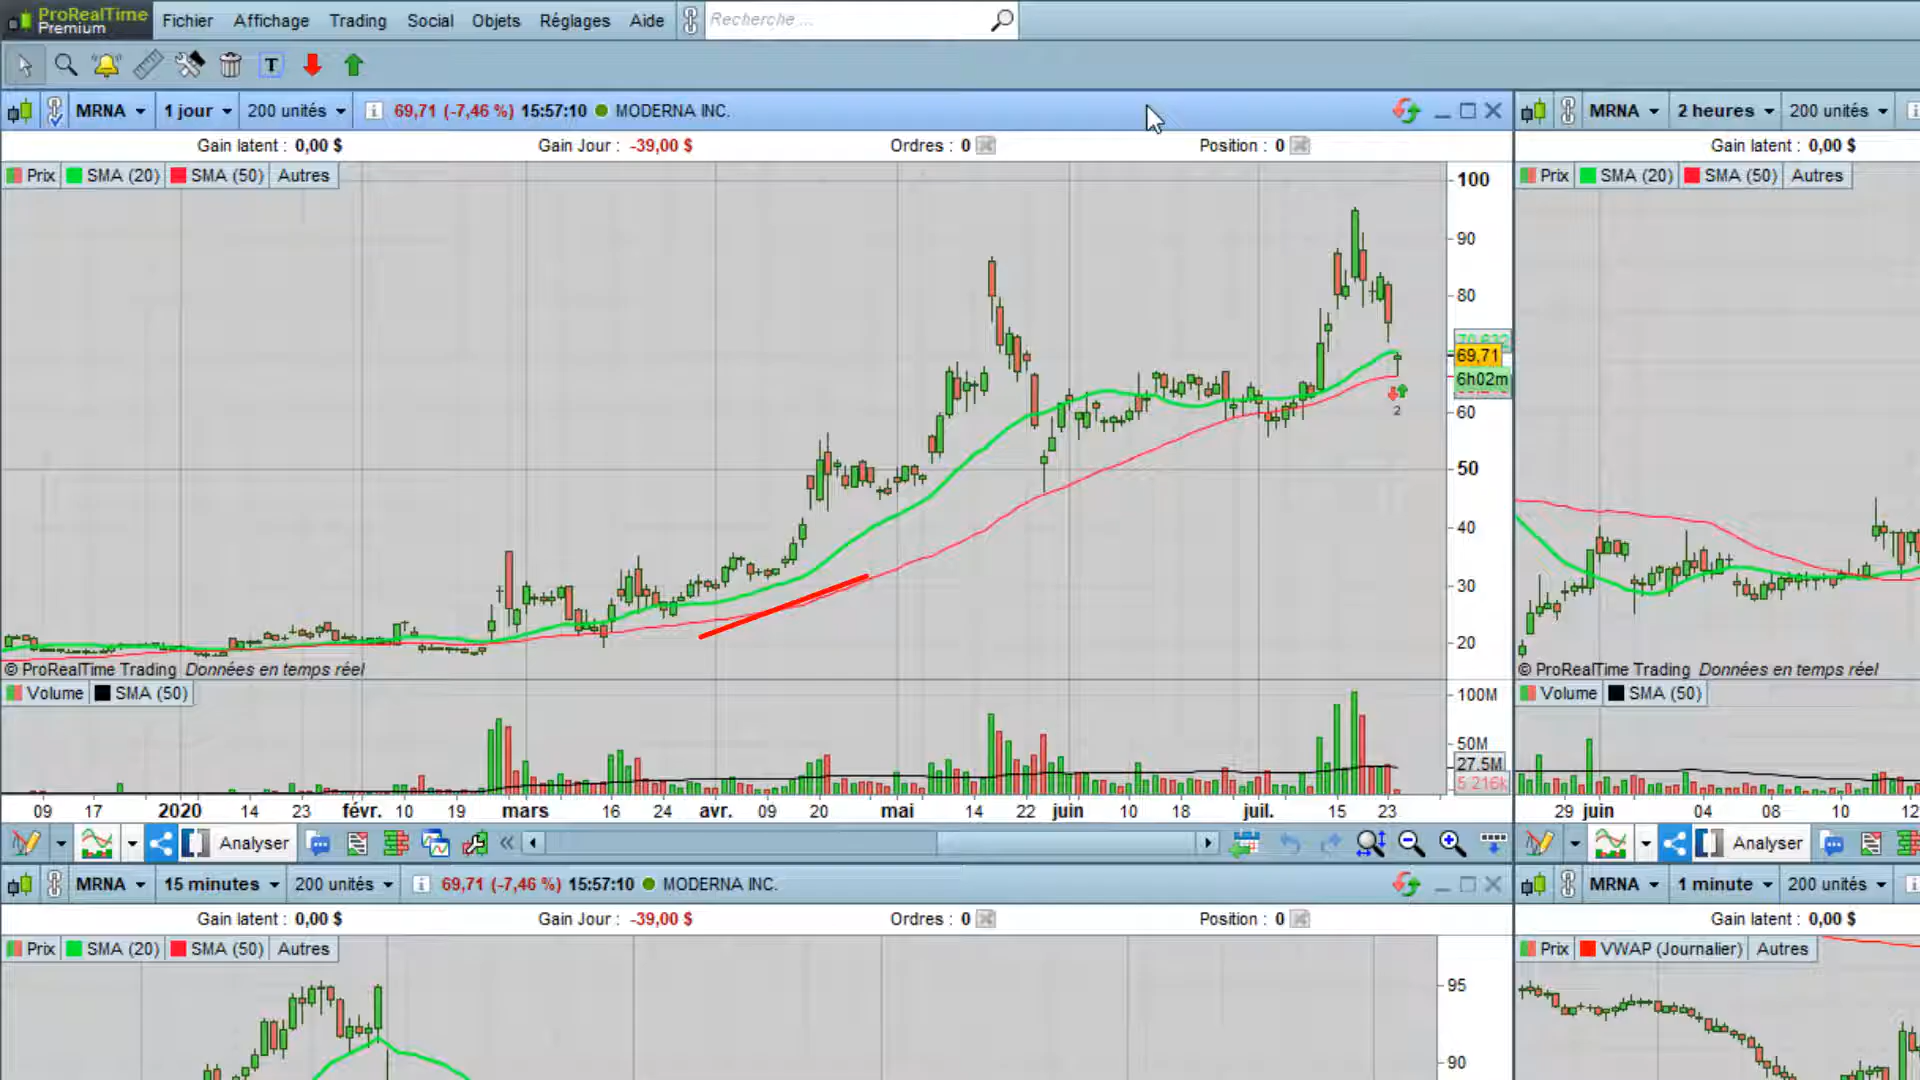 ProRealTime
Premium
Fichier Affichage Trading Social Objets Réglages Aide Recherche ...
T
MRNA 1 jour 200 unités i 69,71 (-7,46 %) 15:57:10 MODERNA INC.
MRNA 2 heures 200 unités
Gain latent : 0,00 $ Gain Jour : -39,00 $ Ordres : 0 Position : 0
Gain latent : 0,00 $
Prix SMA (20) SMA (50) Autres
Prix SMA (20) SMA (50) Autres
100
90
80
69,71
6h02m
60
50
40
30
20
2
© ProRealTime Trading Données en temps réel
© ProRealTime Trading Données en temps réel
Volume SMA (50)
Volume SMA (50)
100M
50M
27.5M
5 216k
09 17 2020 14 23 févr. 10 19 mars 16 24 avr. 09 20 mai 14 22 juin 10 18 juil. 15 23
29 juin 04 08 10 12
Analyser
Analyser
MRNA 15 minutes 200 unités i 69,71 (-7,46 %) 15:57:10 MODERNA INC.
MRNA 1 minute 200 unités
Gain latent : 0,00 $ Gain Jour : -39,00 $ Ordres : 0 Position : 0
Gain latent : 0,00 $
Prix SMA (20) SMA (50) Autres
Prix VWAP (Journalier) Autres
95
90